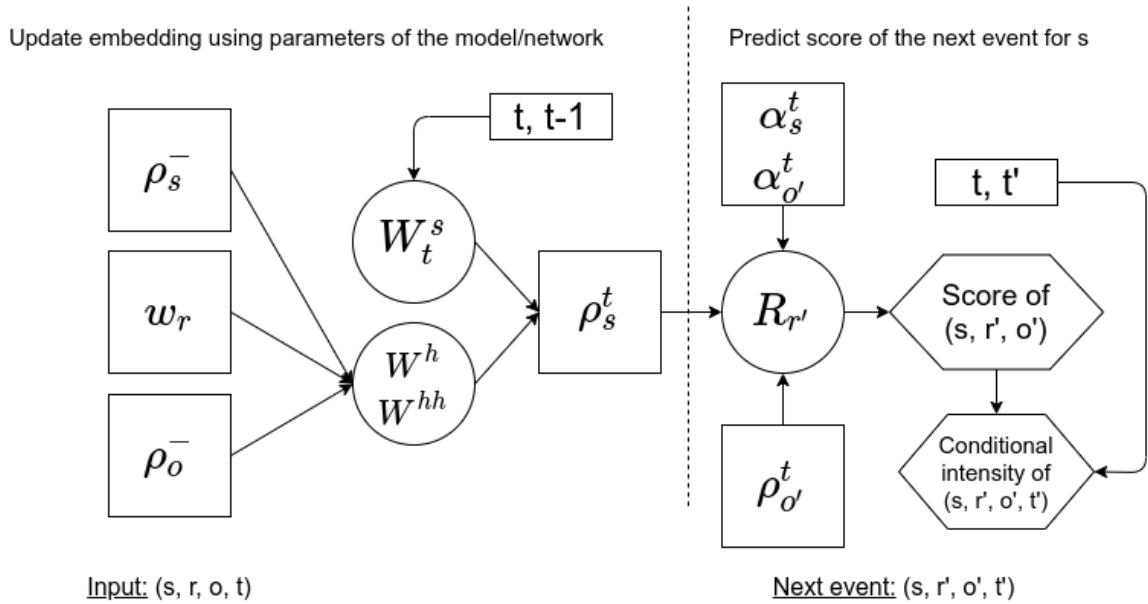 Update embedding using parameters of the model/network
Predict score of the next event for s
t, t-1
ρ_s^-
w_r
ρ_o^-
W_t^s
W^h
W^{hh}
ρ_s^t
α_s^t
α_{o'}^t
t, t'
R_{r'}
Score of
(s, r', o')
ρ_{o'}^t
Conditional
intensity of
(s, r', o', t')
Input: (s, r, o, t)
Next event: (s, r', o', t')